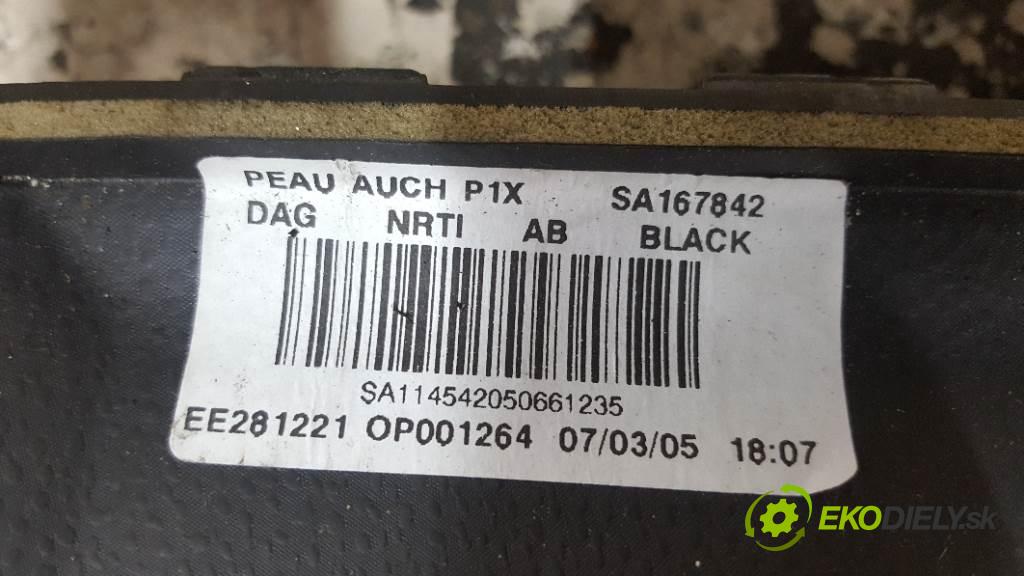 PEAU AUCH P1X SA167842
DAG NRTI AB BLACK
SA114542050661235
EE281221 OP001264 07/03/05 18:07
EKODIELY.sk